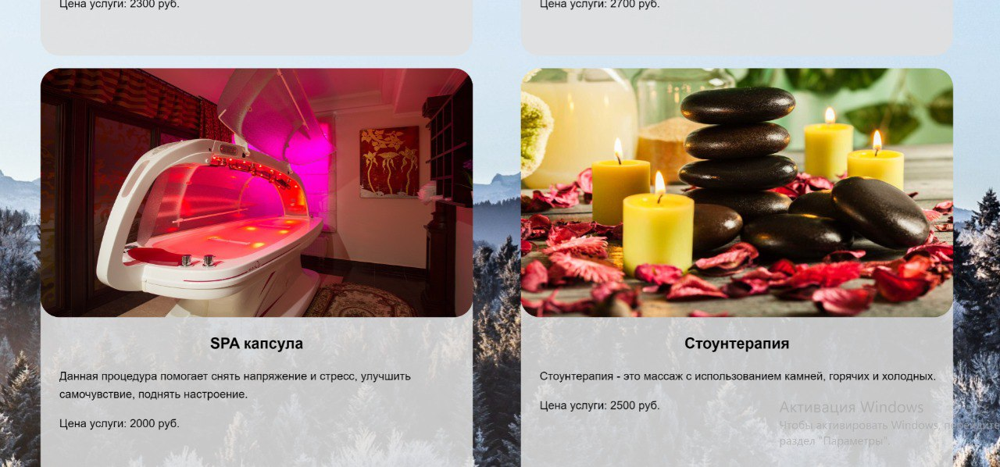 Цена услуги: 2300 руб.
Цена услуги: 2700 руб.
SPA капсула
Данная процедура помогает снять напряжение и стресс, улучшить
самочувствие, поднять настроение.
Цена услуги: 2000 руб.
Стоунтерапия
Стоунтерапия - это массаж с использованием камней, горячих и холодных.
Цена услуги: 2500 руб.
Активация Windows
Чтобы активировать Windows, перейдите
раздел "Параметры".